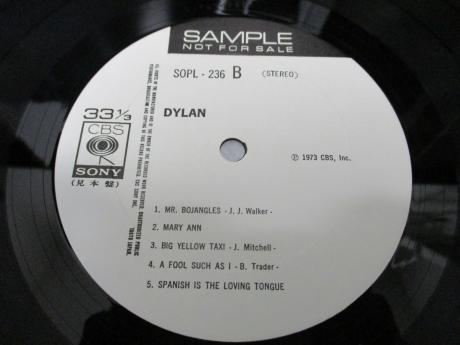 SAMPLE
NOT FOR SALE
SOPL - 236 B (STEREO)
33 1/3
DYLAN
CBS
SONY
(見本盤)
℗ 1973 CBS, Inc.
1. MR. BOJANGLES - J. J. Walker -
2. MARY ANN
3. BIG YELLOW TAXI - J. Mitchell -
4. A FOOL SUCH AS I - B. Trader -
5. SPANISH IS THE LOVING TONGUE